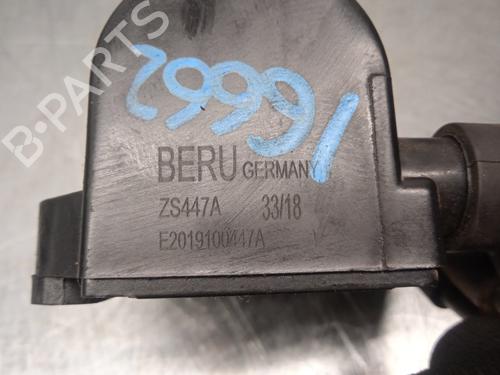 29991
BERU GERMANY
ZS447A 33/18
E2019100447A
B-PARTS